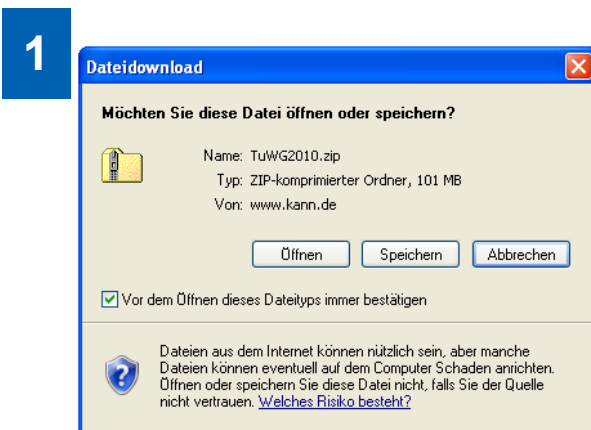 1
Dateidownload
Möchten Sie diese Datei öffnen oder speichern?
Name: TuWG2010.zip
Typ: ZIP-komprimierter Ordner, 101 MB
Von: www.kann.de
Öffnen Speichern Abbrechen
Vor dem Öffnen dieses Dateityps immer bestätigen
Dateien aus dem Internet können nützlich sein, aber manche
Dateien können eventuell auf dem Computer Schaden anrichten.
Öffnen oder speichern Sie diese Datei nicht, falls Sie der Quelle
nicht vertrauen. Welches Risiko besteht?